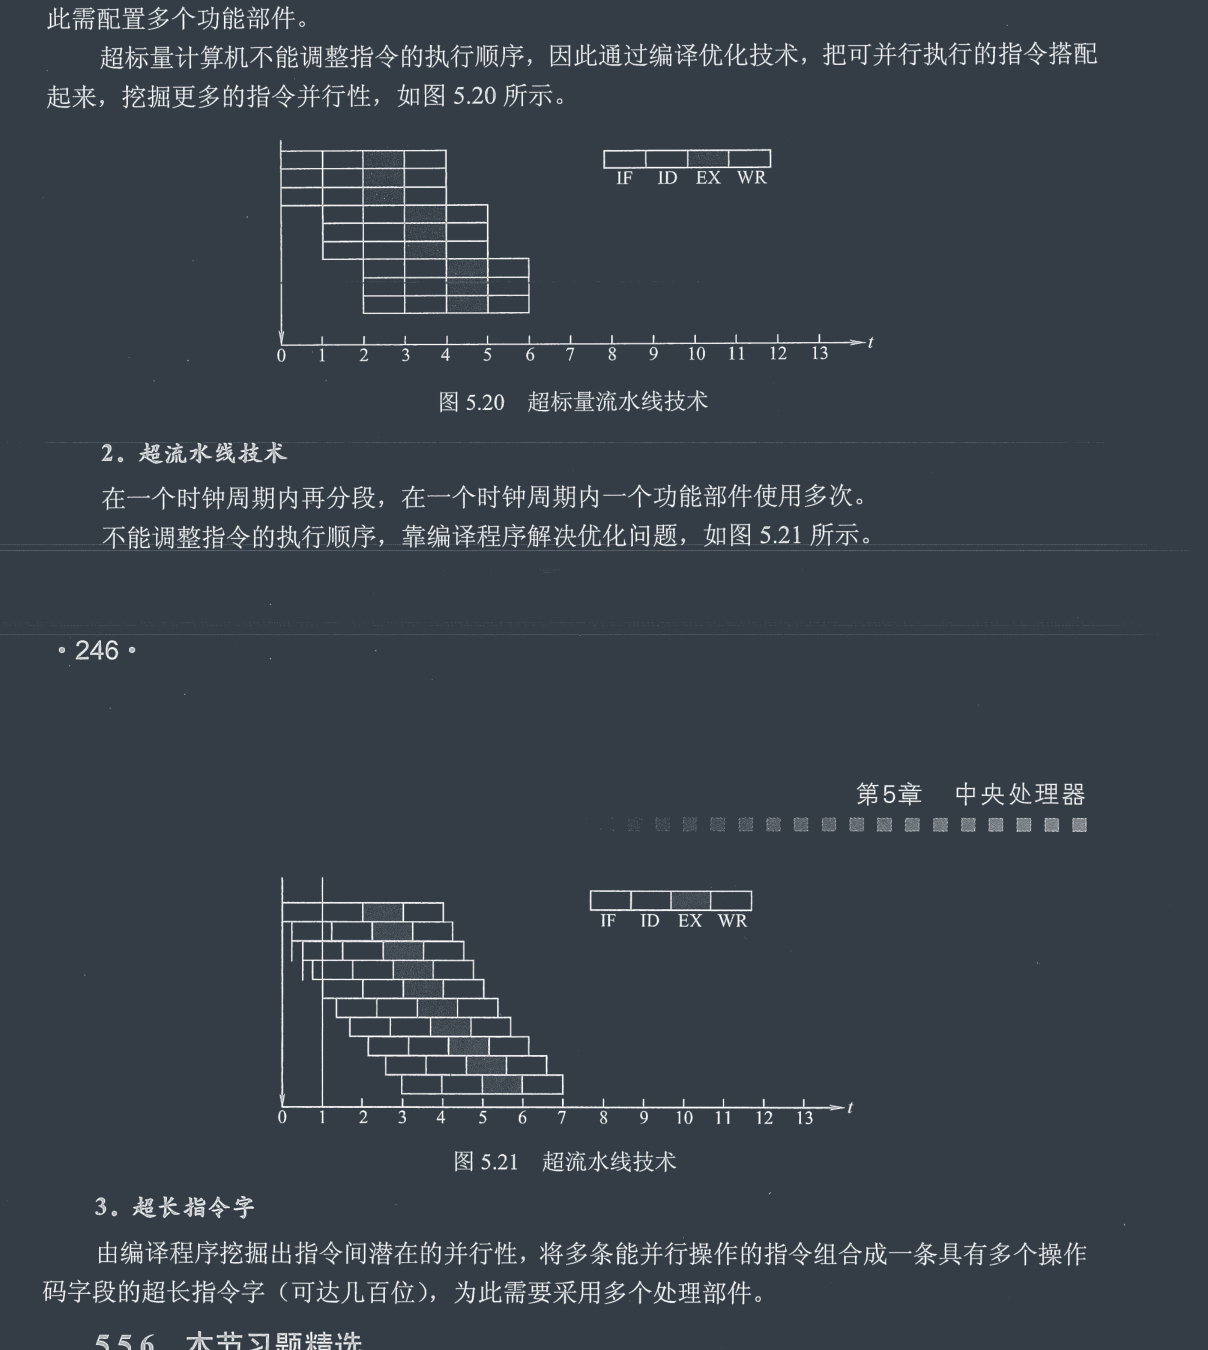 此需配置多个功能部件。
超标量计算机不能调整指令的执行顺序，因此通过编译优化技术，把可并行执行的指令搭配
起来，挖掘更多的指令并行性，如图 5.20 所示。
IF ID EX WR
0 1 2 3 4 5 6 7 8 9 10 11 12 13 t
图 5.20 超标量流水线技术
2。超流水线技术
在一个时钟周期内再分段，在一个时钟周期内一个功能部件使用多次。
不能调整指令的执行顺序，靠编译程序解决优化问题，如图 5.21 所示。
·246·
第5章 中央处理器
IF ID EX WR
0 1 2 3 4 5 6 7 8 9 10 11 12 13 t
图 5.21 超流水线技术
3。超长指令字
由编译程序挖掘出指令间潜在的并行性，将多条能并行操作的指令组合成一条具有多个操作
码字段的超长指令字（可达几百位），为此需要采用多个处理部件。
5.5.6 本节习题精选